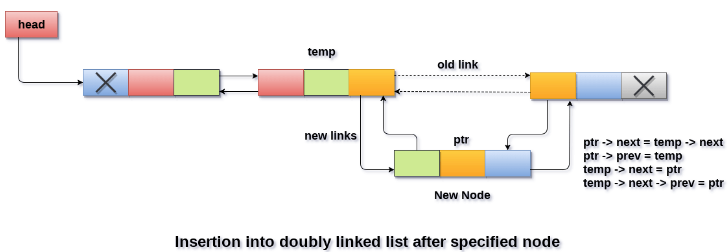 head
temp
old link
new links
ptr
ptr -> next = temp -> next
ptr -> prev = temp
temp -> next = ptr
temp -> next -> prev = ptr
New Node
Insertion into doubly linked list after specified node